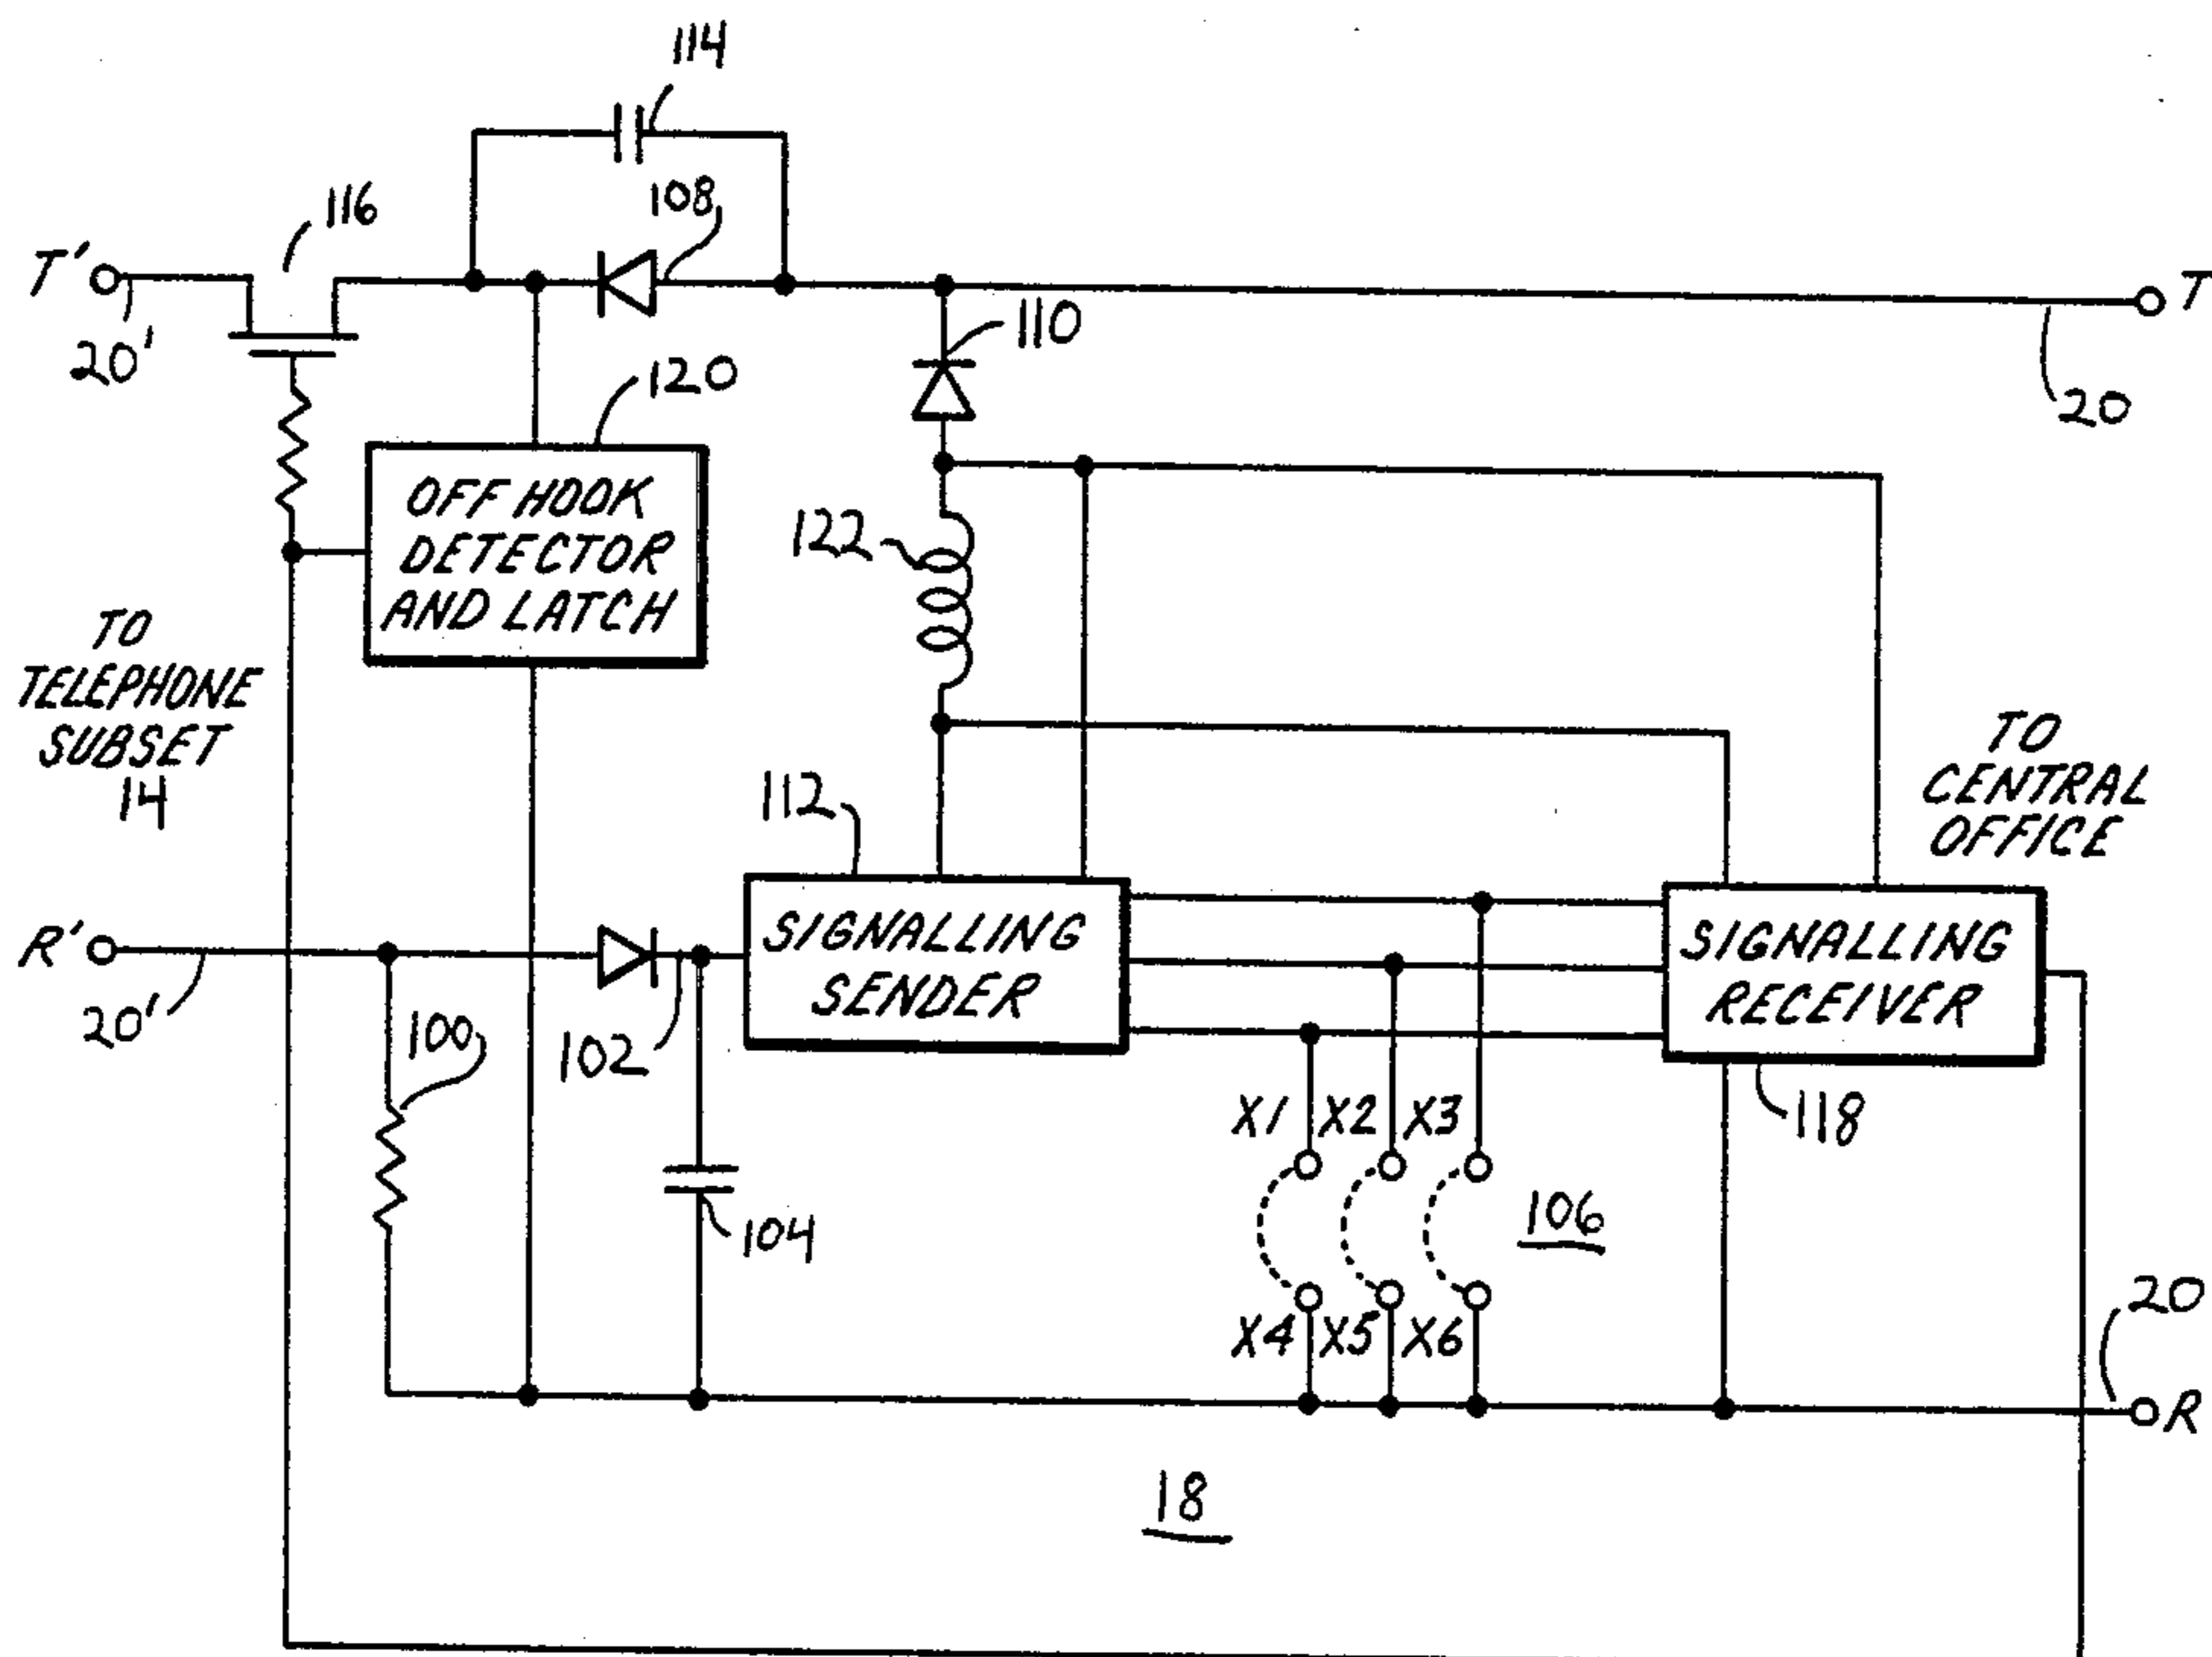 114
108
116
T'
20'
T
20
110
120
OFF HOOK
DETECTOR
AND LATCH
122
TO
TELEPHONE
SUBSET
14
TO
CENTRAL
OFFICE
112
SIGNALLING
SENDER
SIGNALLING
RECEIVER
R'
20'
100
102
104
118
X1 X2 X3
106
X4 X5 X6
20
R
18